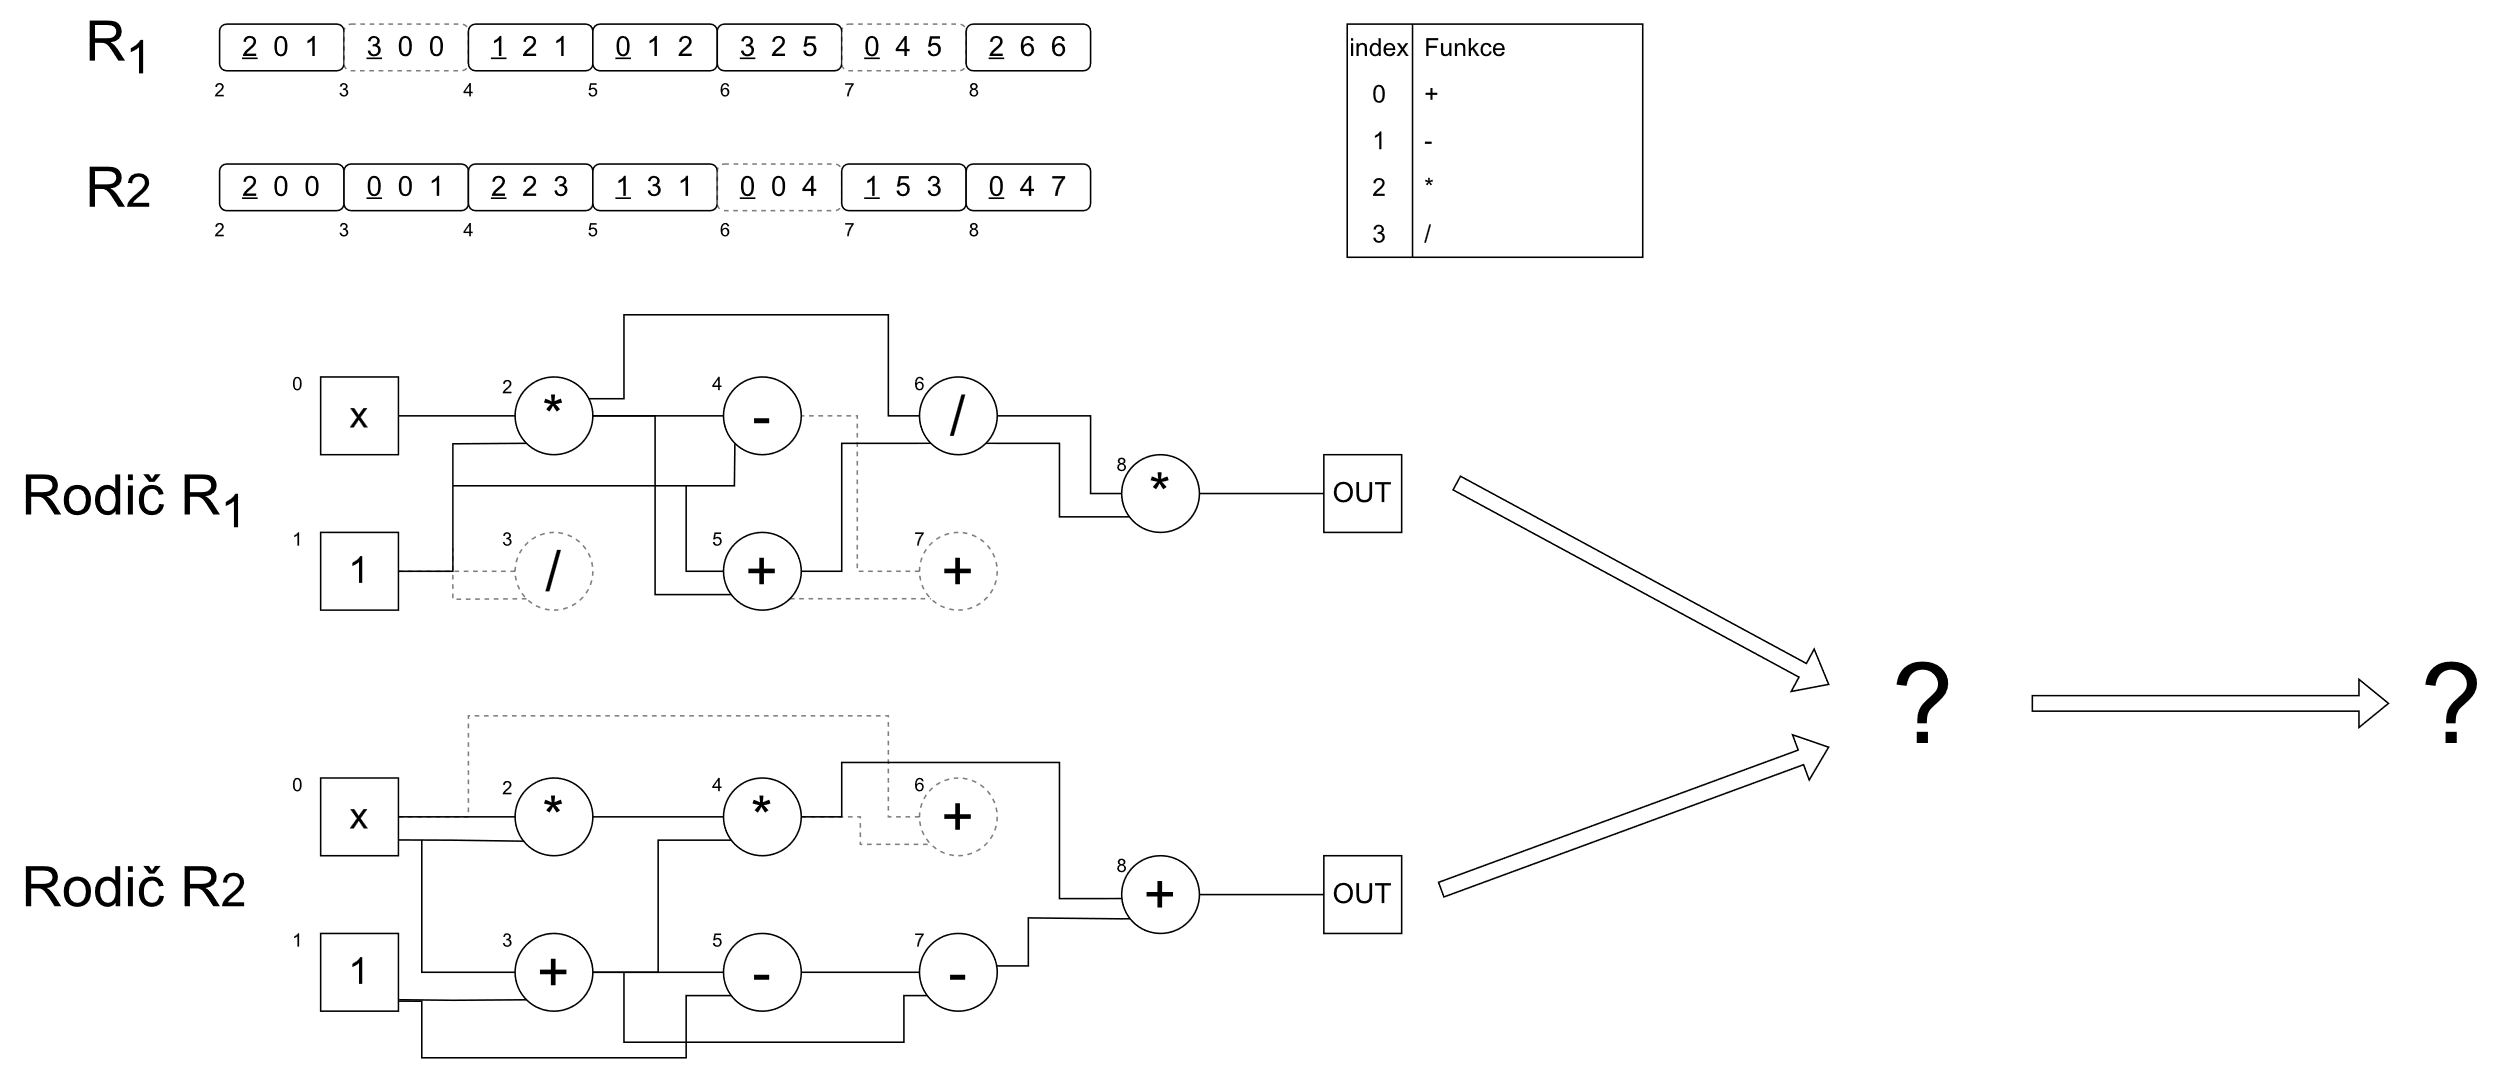 R1 2 0 1 3 0 0 1 2 1 0 1 2 3 2 5 0 4 5 2 6 6
2 3 4 5 6 7 8
R2 2 0 0 0 0 1 2 2 3 1 3 1 0 0 4 1 5 3 0 4 7
2 3 4 5 6 7 8
index Funkce
0 +
1 -
2 *
3 /
Rodič R1
0 x
1 1
2 *
3 /
4 -
5 +
6 /
7 +
8 *
OUT
Rodič R2
0 x
1 1
2 *
3 +
4 *
5 -
6 +
7 -
8 +
OUT
?
?